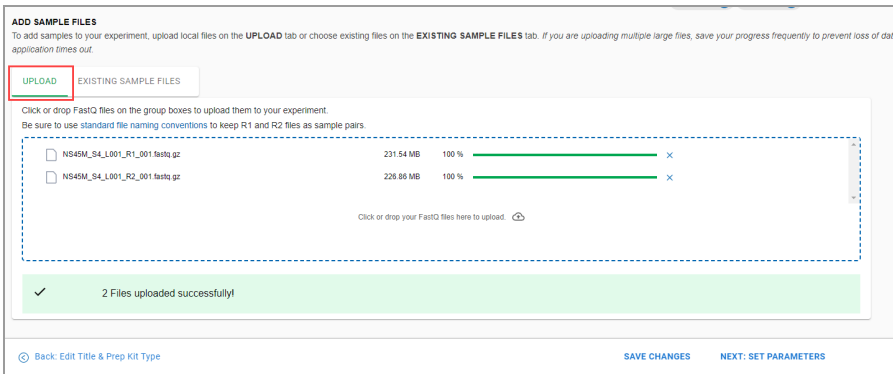 ADD SAMPLE FILES
To add samples to your experiment, upload local files on the UPLOAD tab or choose existing files on the EXISTING SAMPLE FILES tab. If you are uploading multiple large files, save your progress frequently to prevent loss of dat
application times out.
UPLOAD EXISTING SAMPLE FILES
Click or drop FastQ files on the group boxes to upload them to your experiment.
Be sure to use standard file naming conventions to keep R1 and R2 files as sample pairs.
NS45M_S4_L001_R1_001.fastq.gz 231.54 MB 100 %
NS45M_S4_L001_R2_001.fastq.gz 226.86 MB 100 %
Click or drop your FastQ files here to upload.
2 Files uploaded successfully!
Back: Edit Title & Prep Kit Type SAVE CHANGES NEXT: SET PARAMETERS